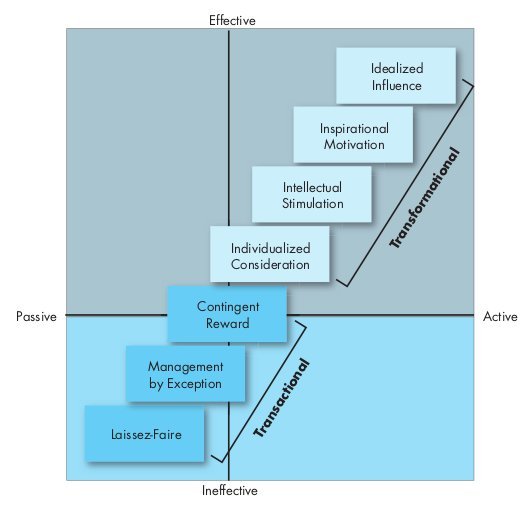 Effective
Idealized
Influence
Inspirational
Motivation
Intellectual
Stimulation
Transformational
Individualized
Consideration
Contingent
Reward
Passive
Active
Management
by Exception
Transactional
Laissez-Faire
Ineffective